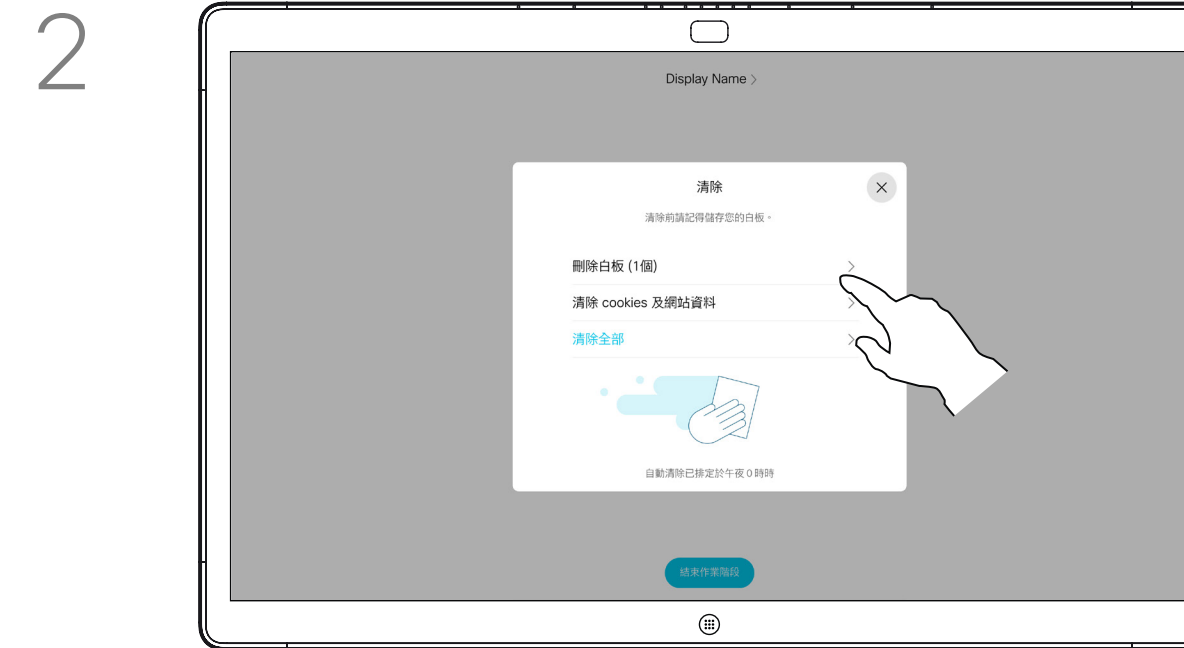 2
Display Name >
清除
清除前請記得儲存您的白板。
刪除白板 (1個)
清除 cookies 及網站資料
清除全部
自動清除已排定於午夜 0 時時
結束作業階段